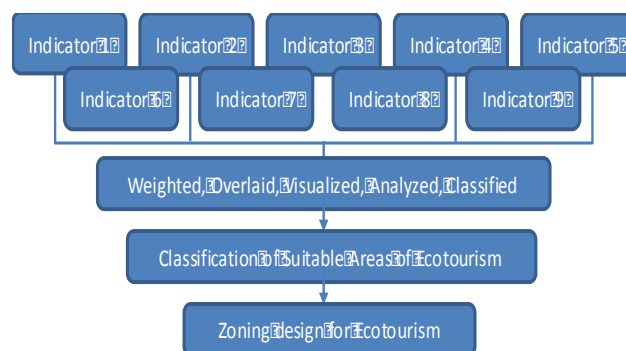 Indicator 1
Indicator 2
Indicator 3
Indicator 4
Indicator 5
Indicator 6
Indicator 7
Indicator 8
Indicator 9
Weighted, Overlaid, Visualized, Analyzed, Classified
Classification of Suitable Areas of Ecotourism
Zoning design for Ecotourism